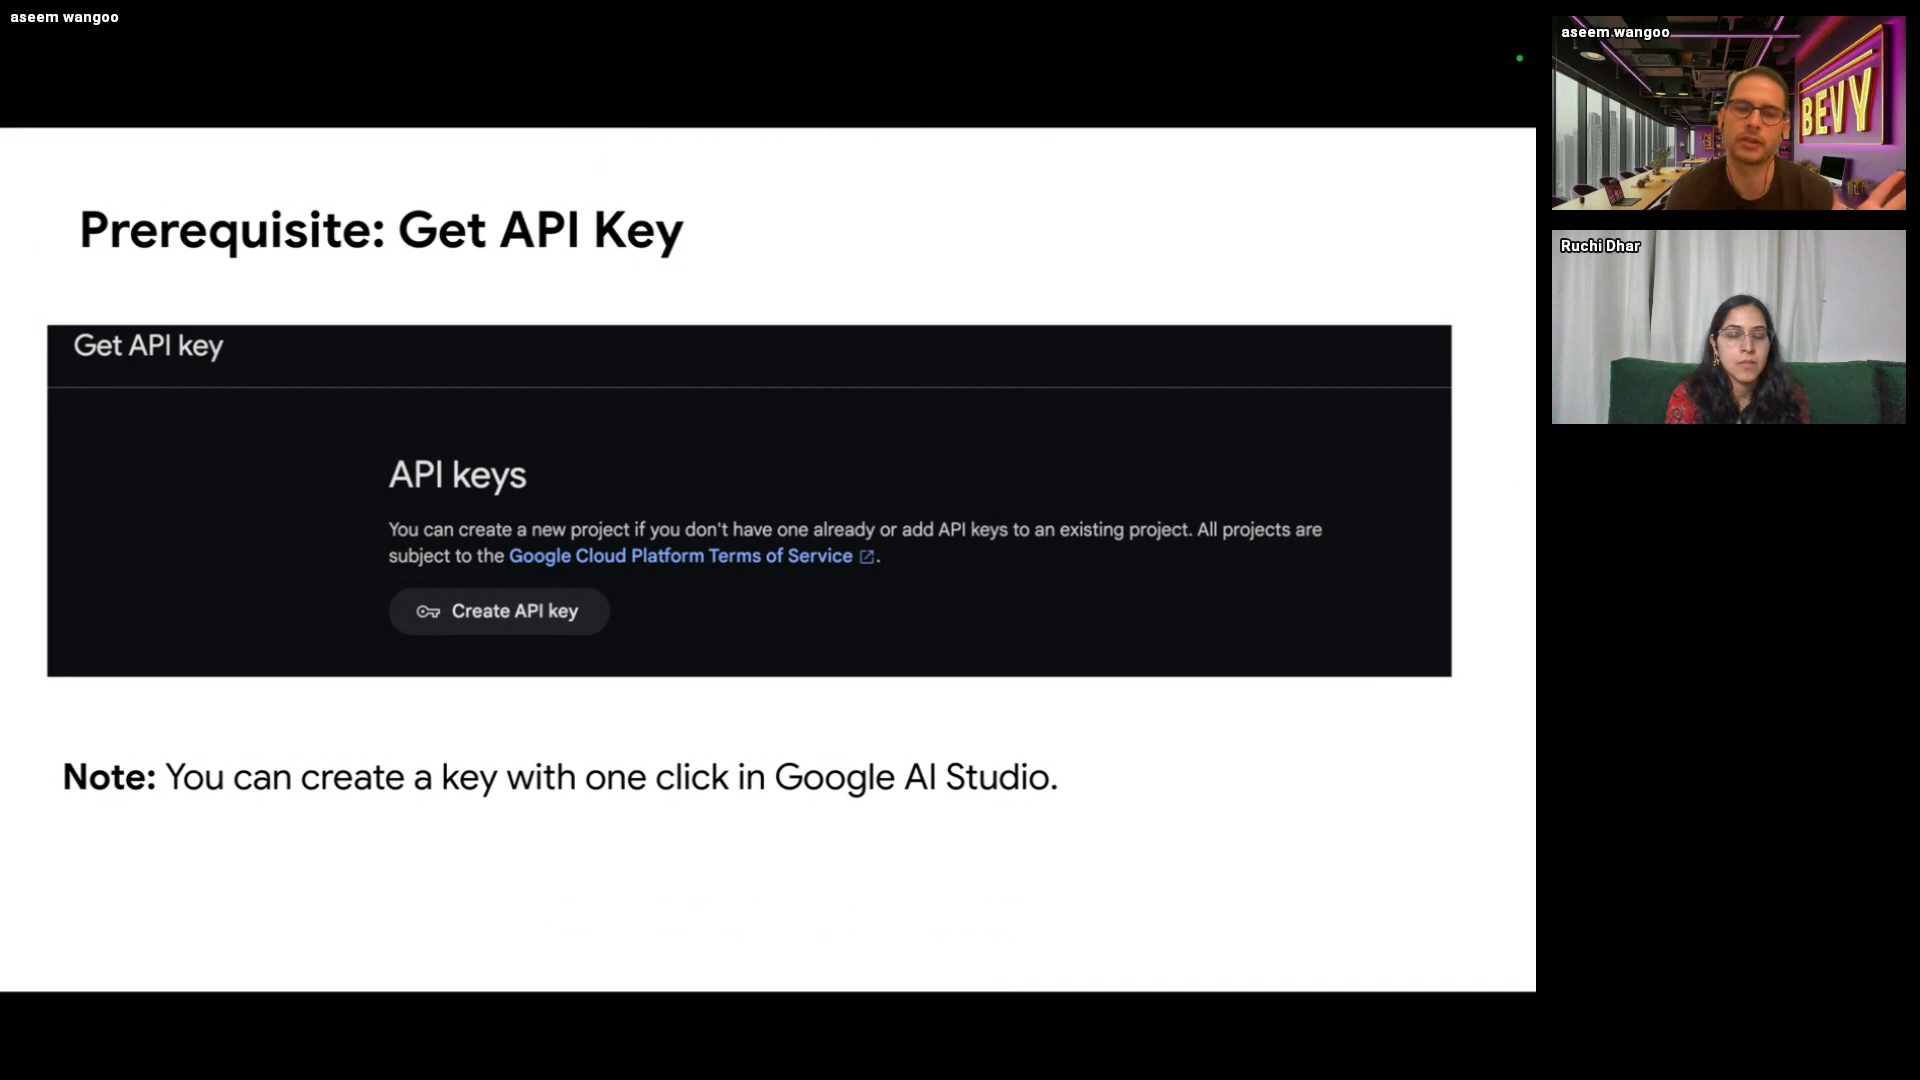 aseem wangoo
Prerequisite: Get API Key
Get API key
API keys
You can create a new project if you don't have one already or add API keys to an existing project. All projects are
subject to the Google Cloud Platform Terms of Service.
Create API key
Note: You can create a key with one click in Google AI Studio.
aseem wangoo
BEVY
Ruchi Dhar